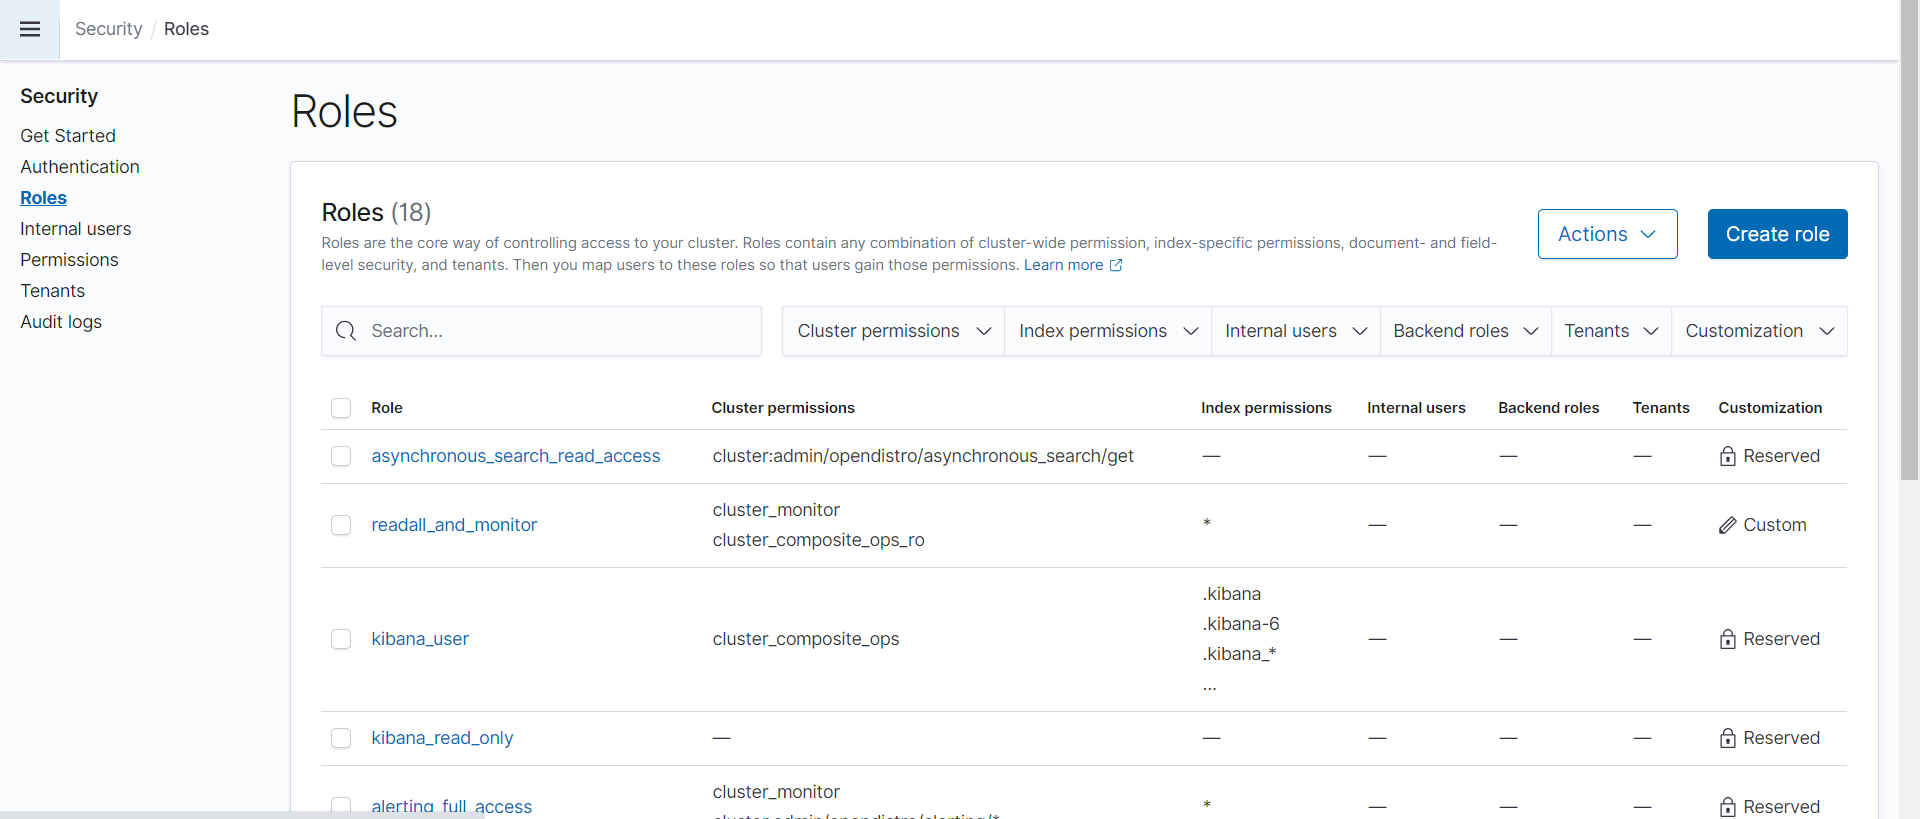 Security / Roles
Security
Get Started
Authentication
Roles
Internal users
Permissions
Tenants
Audit logs
Roles
Roles (18)
Roles are the core way of controlling access to your cluster. Roles contain any combination of cluster-wide permission, index-specific permissions, document- and field-
level security, and tenants. Then you map users to these roles so that users gain those permissions. Learn more
Actions
Create role
Search...
Cluster permissions
Index permissions
Internal users
Backend roles
Tenants
Customization
Role Cluster permissions Index permissions Internal users Backend roles Tenants Customization
asynchronous_search_read_access cluster:admin/opendistro/asynchronous_search/get — — — — Reserved
readall_and_monitor
cluster_monitor
cluster_composite_ops_ro
* — — — Custom
kibana_user cluster_composite_ops
.kibana
.kibana-6
.kibana_*
...
— — — Reserved
kibana_read_only — — — — — Reserved
alerting_full_access
cluster_monitor
cluster:admin/opendistro/alerting/*
* — — — Reserved